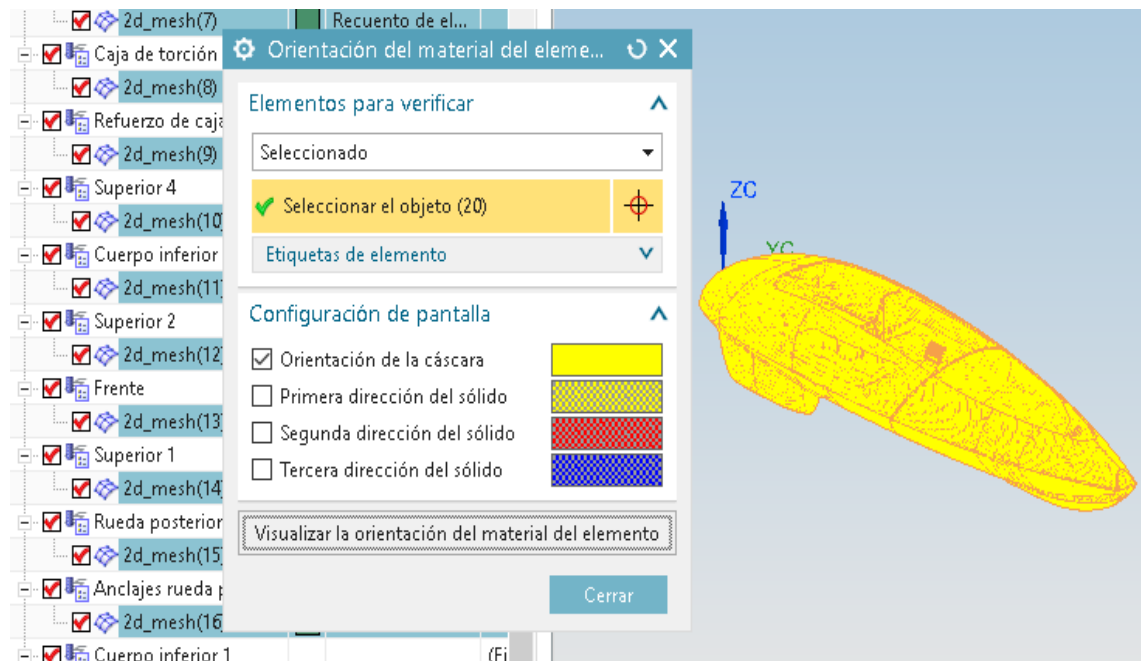 2d_mesh(7)
Recuento de el...
Caja de torción
2d_mesh(8)
Refuerzo de caja
2d_mesh(9)
Superior 4
2d_mesh(10)
Cuerpo inferior
2d_mesh(11)
Superior 2
2d_mesh(12)
Frente
2d_mesh(13)
Superior 1
2d_mesh(14)
Rueda posterior
2d_mesh(15)
Anclajes rueda p
2d_mesh(16)
Cuerpo inferior 1
(Fi
Orientación del material del eleme...
Elementos para verificar
Seleccionado
Seleccionar el objeto (20)
Etiquetas de elemento
Configuración de pantalla
Orientación de la cáscara
Primera dirección del sólido
Segunda dirección del sólido
Tercera dirección del sólido
Visualizar la orientación del material del elemento
Cerrar
ZC
YC